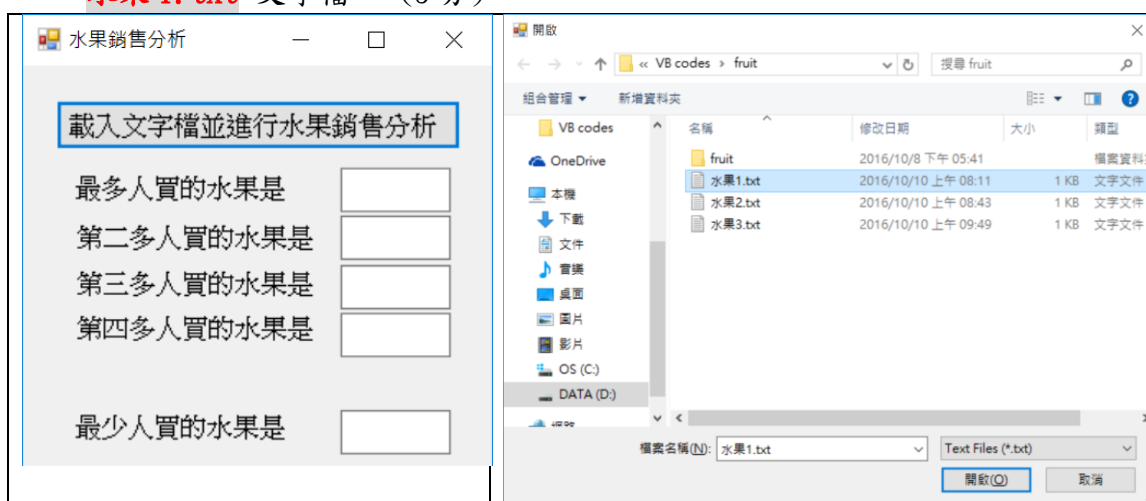 水果1.txt 文字檔 (5分)
水果銷售分析
載入文字檔並進行水果銷售分析
最多人買的水果是
第二多人買的水果是
第三多人買的水果是
第四多人買的水果是
最少人買的水果是
開啟
« VB codes › fruit
搜尋 fruit
組合管理 新增資料夾
名稱 修改日期 大小 類型
VB codes
OneDrive
本機
下載
文件
音樂
桌面
圖片
影片
OS (C:)
DATA (D:)
fruit 2016/10/8 下午 05:41 檔案資料
水果1.txt 2016/10/10 上午 08:11 1 KB 文字文件
水果2.txt 2016/10/10 上午 08:43 1 KB 文字文件
水果3.txt 2016/10/10 上午 09:49 1 KB 文字文件
檔案名稱(N): 水果1.txt Text Files (*.txt)
開啟(O) 取消